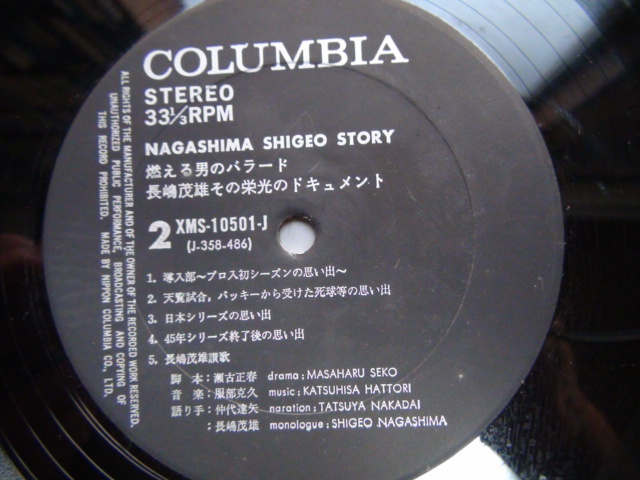 COLUMBIA
STEREO
33⅓RPM
NAGASHIMA SHIGEO STORY
燃える男のバラード
長嶋茂雄その栄光のドキュメント
2 XMS-10501-J
(J-358-486)
1. 導入部～プロ入初シーズンの思い出～
2. 天覧試合，バッキーから受けた死球等の思い出
3. 日本シリーズの思い出
4. 45年シリーズ終了後の思い出
5. 長嶋茂雄讃歌
脚 本：瀬古正春 drama: MASAHARU SEKO
音 楽：服部克久 music: KATSUHISA HATTORI
語り手：仲代達矢 naration: TATSUYA NAKADAI
：長嶋茂雄 monologue: SHIGEO NAGASHIMA
ALL RIGHTS OF THE MANUFACTURER AND OF THE OWNER OF THE RECORDED WORK RESERVED.
UNAUTHORIZED PUBLIC PERFORMANCE, BROADCASTING AND COPYING OF
THIS RECORD PROHIBITED. MADE BY NIPPON COLUMBIA CO., LTD.